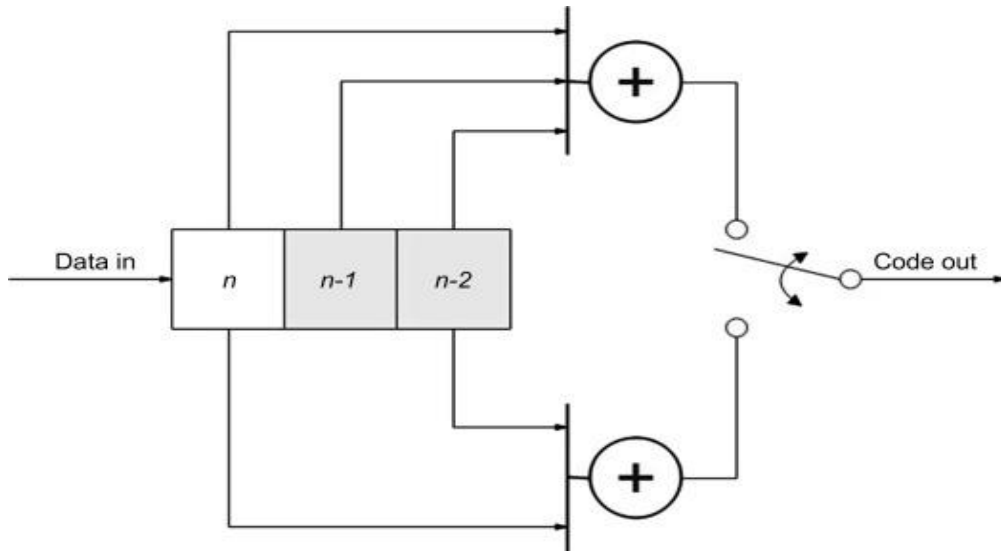 +
Data in
n
n-1
n-2
Code out
+